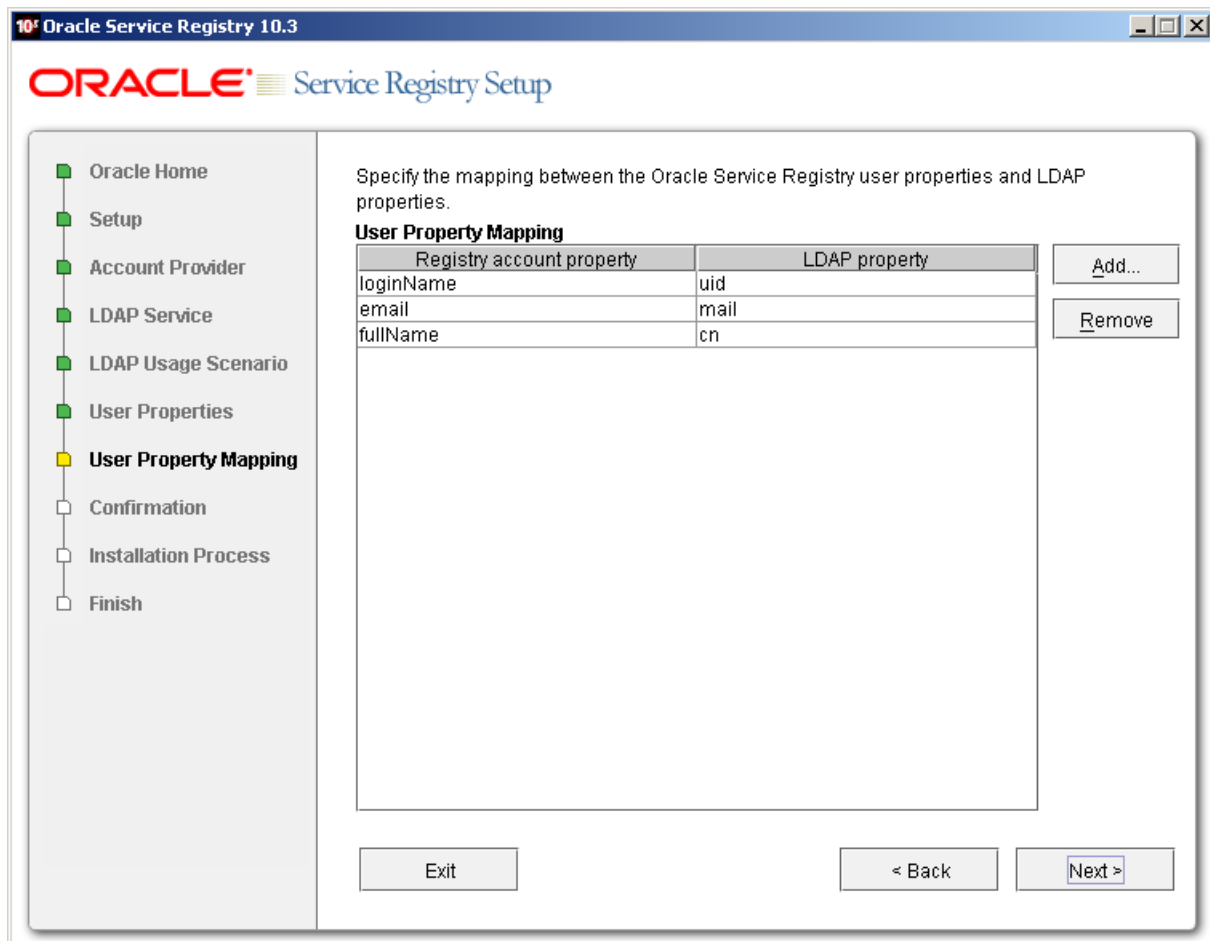 Oracle Service Registry 10.3
ORACLE Service Registry Setup
Oracle Home
Setup
Account Provider
LDAP Service
LDAP Usage Scenario
User Properties
User Property Mapping
Confirmation
Installation Process
Finish
Specify the mapping between the Oracle Service Registry user properties and LDAP
properties.
User Property Mapping
Registry account property LDAP property
loginName uid
email mail
fullName cn
Add...
Remove
Exit < Back Next >